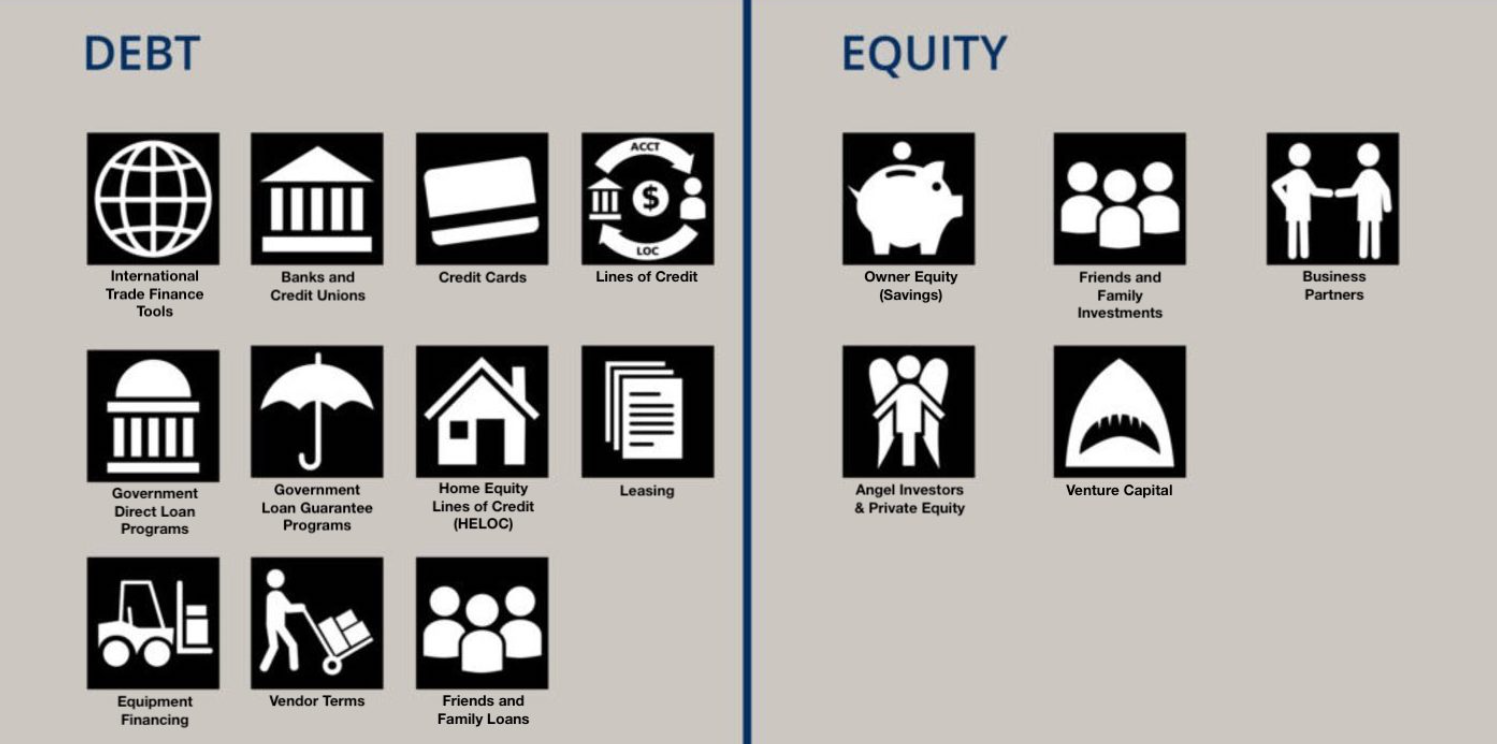 DEBT
ACCT
$
LOC
International
Trade Finance
Tools
Banks and
Credit Unions
Credit Cards
Lines of Credit
Government
Direct Loan
Programs
Government
Loan Guarantee
Programs
Home Equity
Lines of Credit
(HELOC)
Leasing
Equipment
Financing
Vendor Terms
Friends and
Family Loans
EQUITY
Owner Equity
(Savings)
Friends and
Family
Investments
Business
Partners
Angel Investors
& Private Equity
Venture Capital